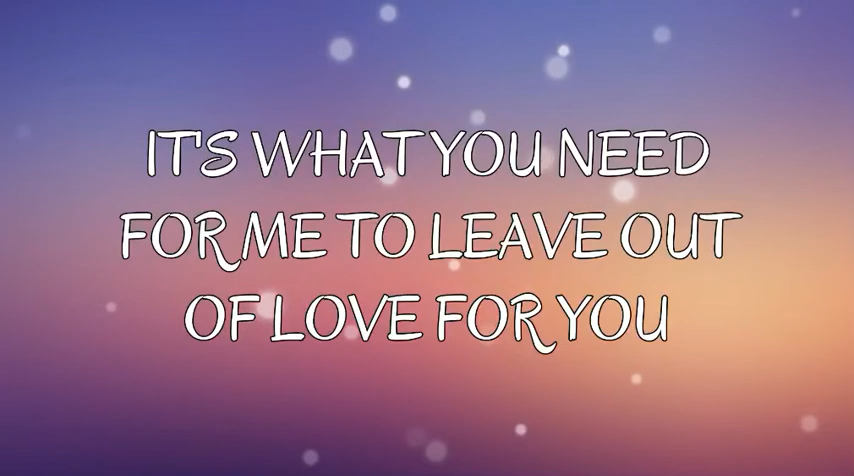 IT'S WHAT YOU NEED
FOR ME TO LEAVE OUT
OF LOVE FOR YOU